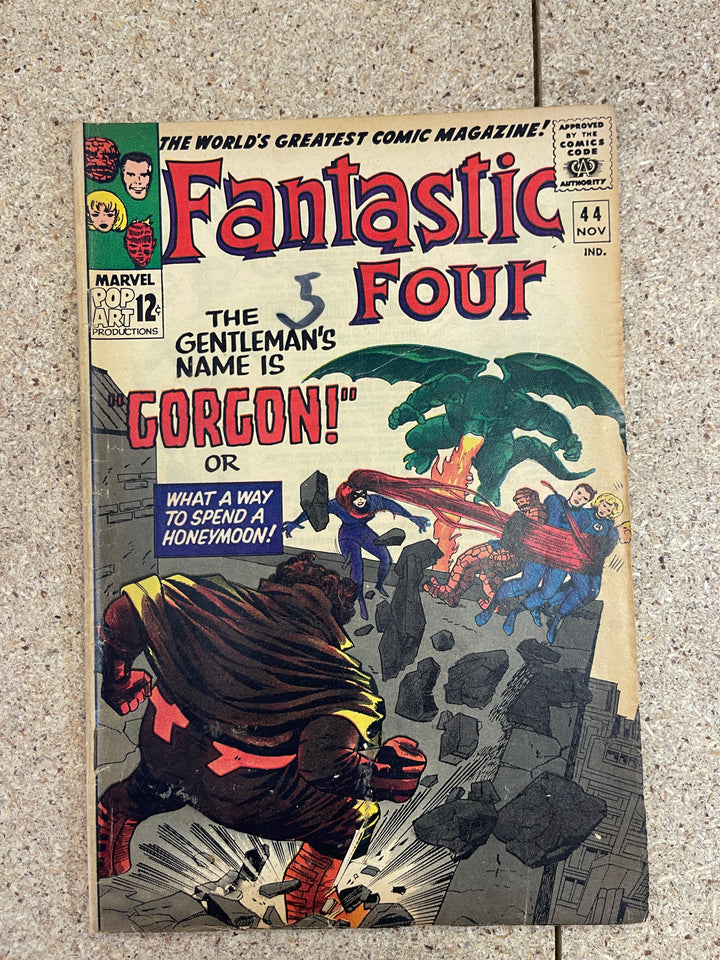 THE WORLD'S GREATEST COMIC MAGAZINE!
APPROVED
BY THE
COMICS
CODE
CA
AUTHORITY
FANTASTIC
FOUR
44
NOV
IND.
MARVEL
POP
ART 12¢
PRODUCTIONS
5
THE
GENTLEMAN'S
NAME IS
"GORGON!"
OR
WHAT A WAY
TO SPEND A
HONEYMOON!
4